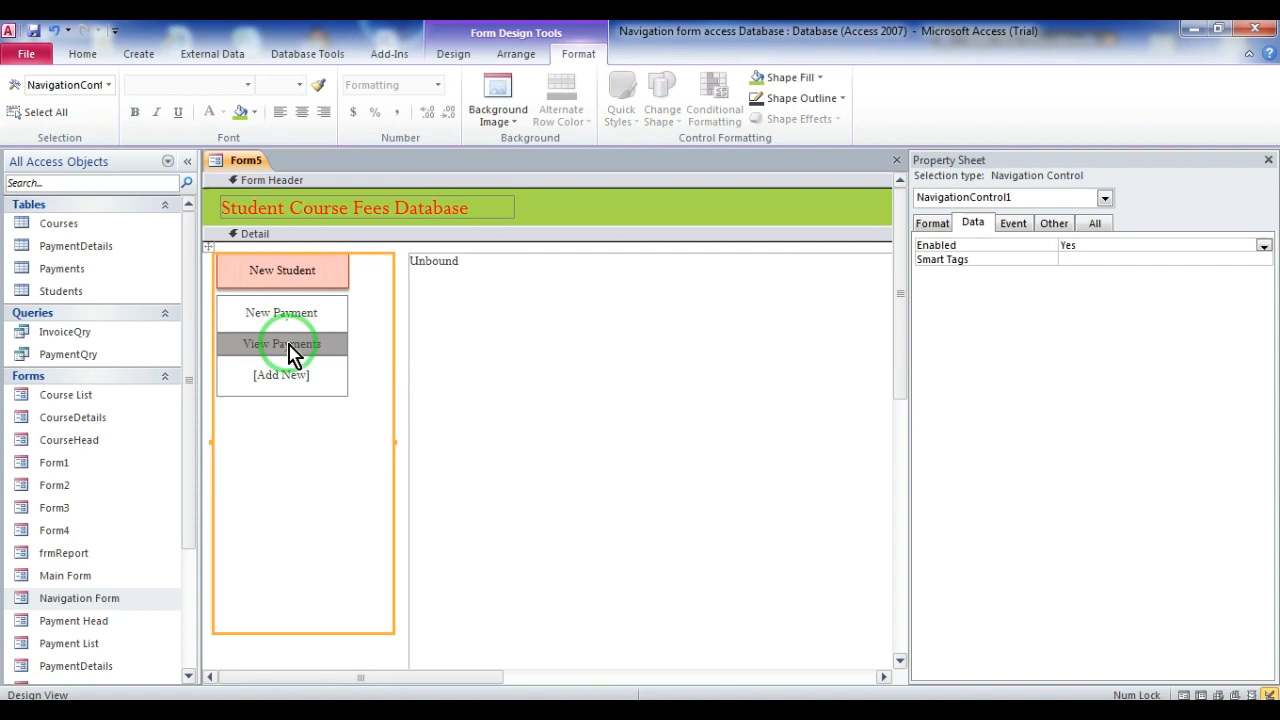 Form Design Tools
Navigation form access Database : Database (Access 2007) - Microsoft Access (Trial)
File Home Create External Data Database Tools Add-Ins Design Arrange Format
NavigationCont
Select All
Selection
B I U A
Font
Formatting
$ % ,
Number
Background Image
Alternate Row Color
Background
Quick Styles
Change Shape
Conditional Formatting
Shape Fill
Shape Outline
Shape Effects
Control Formatting
All Access Objects
Search...
Tables
Courses
PaymentDetails
Payments
Students
Queries
InvoiceQry
PaymentQry
Forms
Course List
CourseDetails
CourseHead
Form1
Form2
Form3
Form4
frmReport
Main Form
Navigation Form
Payment Head
Payment List
PaymentDetails
Form5
Form Header
Student Course Fees Database
Detail
New Student
New Payment
View Payments
[Add New]
Unbound
Property Sheet
Selection type: Navigation Control
NavigationControl1
Format Data Event Other All
Enabled Yes
Smart Tags
Design View
Num Lock